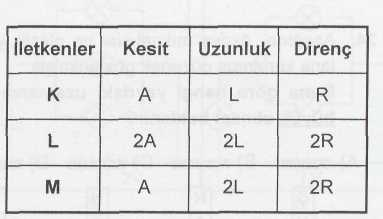 İletkenler Kesit Uzunluk Direnç
K A L R
L 2A 2L 2R
M A 2L 2R